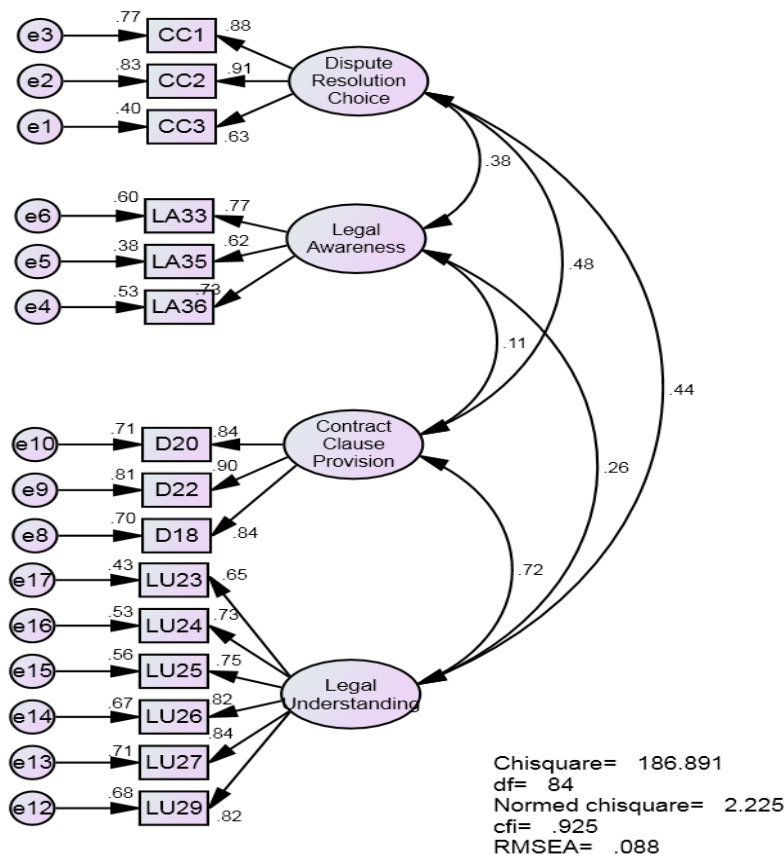 e3 .77 CC1 .88
e2 .83 CC2 .91
e1 .40 CC3 .63
Dispute
Resolution
Choice
.38
e6 .60 LA33 .77
e5 .38 LA35 .62
e4 .53 LA36 .73
Legal
Awareness
.48
.11
.44
e10 .71 D20 .84
e9 .81 D22 .90
e8 .70 D18 .84
Contract
Clause
Provision
.26
.72
e17 .43 LU23 .65
e16 .53 LU24 .73
e15 .56 LU25 .75
e14 .67 LU26 .82
e13 .71 LU27 .84
e12 .68 LU29 .82
Legal
Understanding
Chisquare= 186.891
df= 84
Normed chisquare= 2.225
cfi= .925
RMSEA= .088